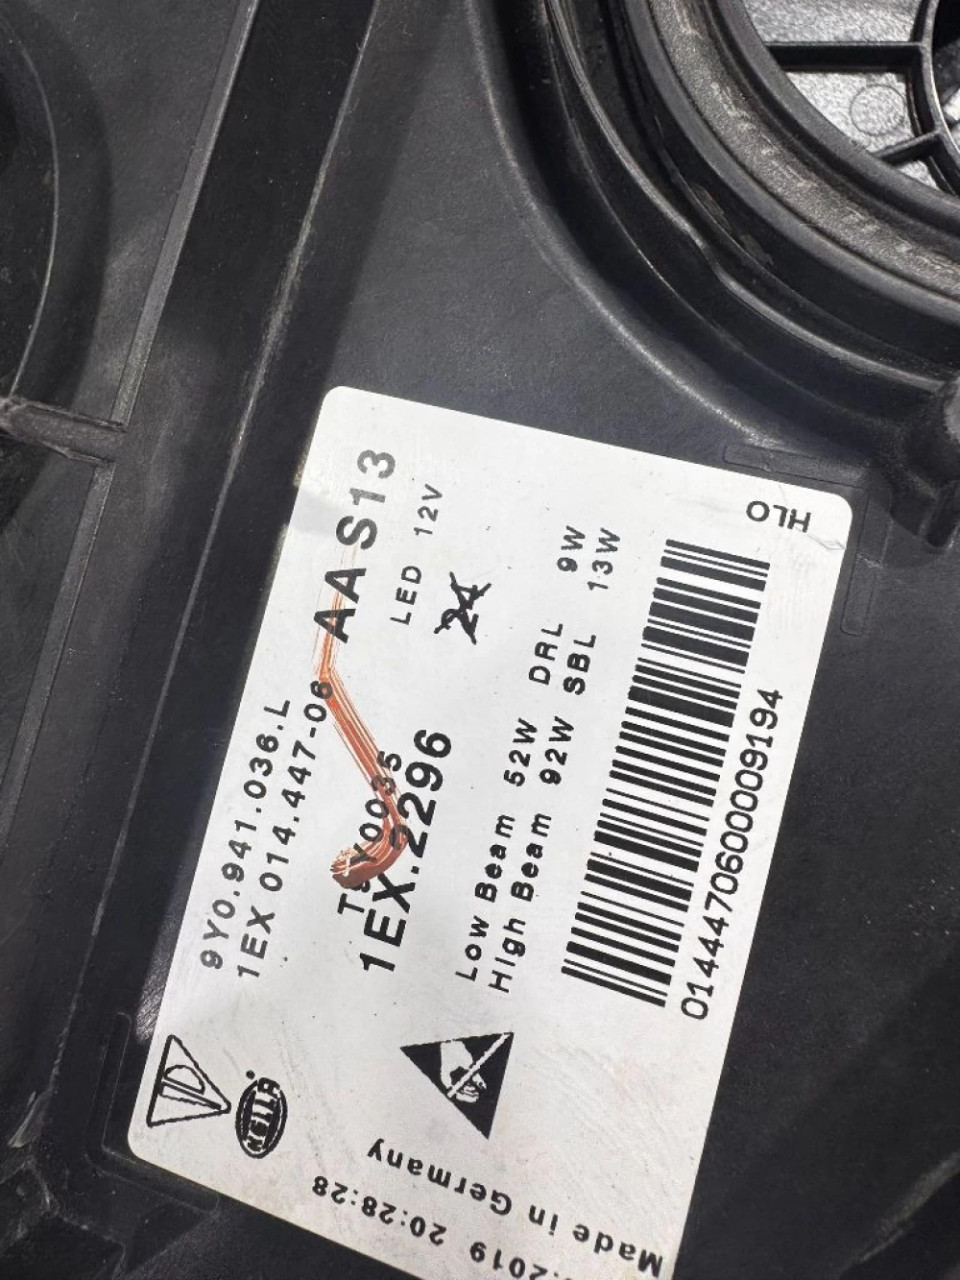 9Y0.941.036.L
1EX 014.447-06 AA S13
LED 12V
24
1EX.2296
Low Beam 52W DRL 9W
High Beam 92W SBL 13W
HLO
01444706000009194
HELLA
Made in Germany
.2019 20:28:28